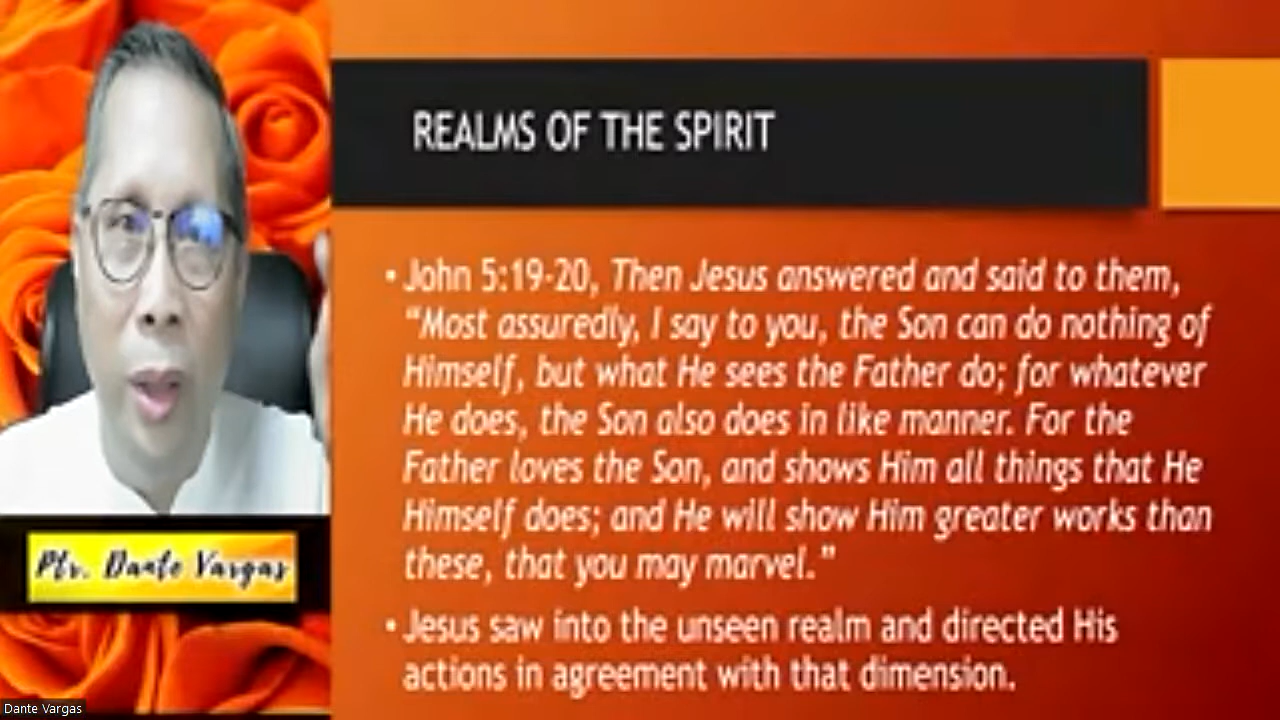 REALMS OF THE SPIRIT
• John 5:19-20, Then Jesus answered and said to them,
“Most assuredly, I say to you, the Son can do nothing of
Himself, but what He sees the Father do; for whatever
He does, the Son also does in like manner. For the
Father loves the Son, and shows Him all things that He
Himself does; and He will show Him greater works than
these, that you may marvel.”
• Jesus saw into the unseen realm and directed His
actions in agreement with that dimension.
Ptr. Dante Vargas
Dante Vargas